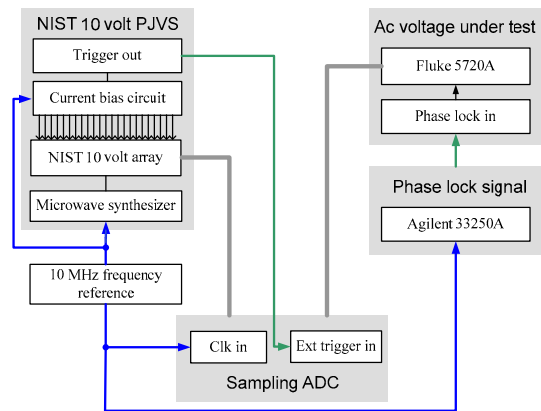 NIST 10 volt PJVS
Trigger out
Current bias circuit
NIST 10 volt array
Microwave synthesizer
10 MHz frequency
reference
Ac voltage under test
Fluke 5720A
Phase lock in
Phase lock signal
Agilent 33250A
Clk in
Ext trigger in
Sampling ADC